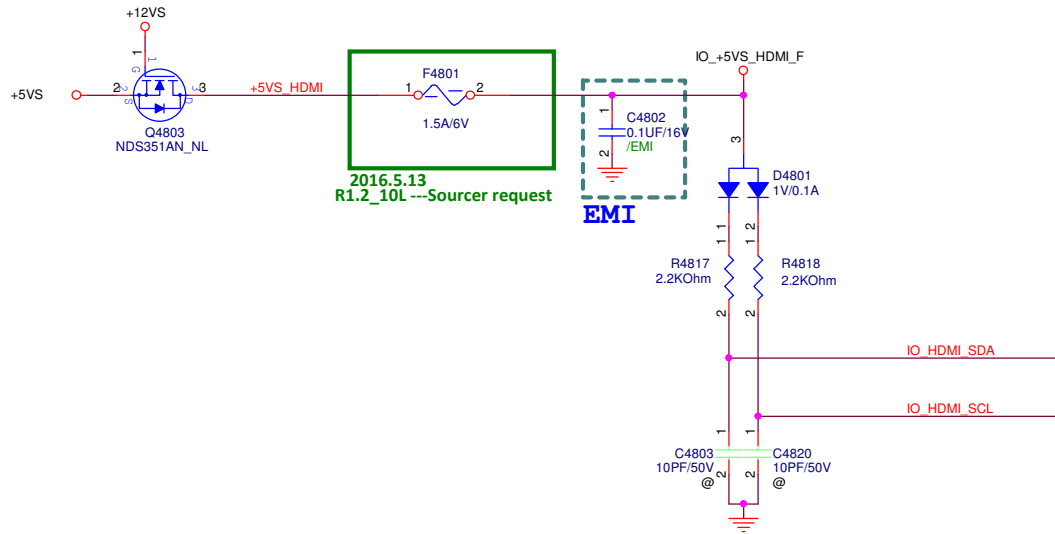 +12VS
IO_+5VS_HDMI_F
1
1
G
F4801
+5VS
2
2
S
3
D
3
+5VS_HDMI
1
2
1
C4802
0.1UF/16V
/EMI
2
1.5A/6V
Q4803
NDS351AN_NL
3
D4801
1V/0.1A
2016.5.13
R1.2_10L ---Sourcer request
EMI
1
2
1
1
R4817
2.2KOhm
R4818
2.2KOhm
2
2
IO_HDMI_SDA
IO_HDMI_SCL
1
1
C4803
10PF/50V
@
C4820
10PF/50V
@
2
2